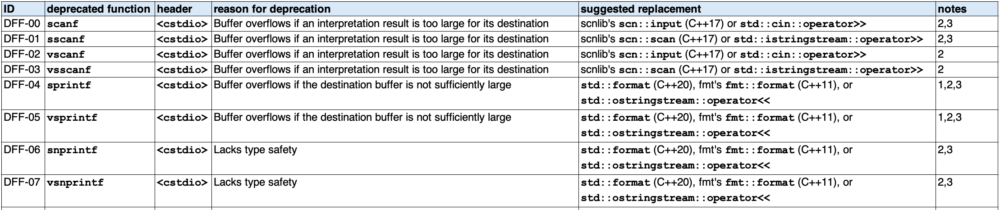 ID deprecated function header reason for deprecation suggested replacement notes
DFF-00 scanf <cstdio> Buffer overflows if an interpretation result is too large for its destination scnlib's scn::input (C++17) or std::cin::operator>> 2,3
DFF-01 sscanf <cstdio> Buffer overflows if an interpretation result is too large for its destination scnlib's scn::scan (C++17) or std::istringstream::operator>> 2,3
DFF-02 vscanf <cstdio> Buffer overflows if an interpretation result is too large for its destination scnlib's scn::input (C++17) or std::cin::operator>> 2
DFF-03 vsscanf <cstdio> Buffer overflows if an interpretation result is too large for its destination scnlib's scn::scan (C++17) or std::istringstream::operator>> 2
DFF-04 sprintf <cstdio> Buffer overflows if the destination buffer is not sufficiently large std::format (C++20), fmt's fmt::format (C++11), or 1,2,3
std::ostringstream::operator<<
DFF-05 vsprintf <cstdio> Buffer overflows if the destination buffer is not sufficiently large std::format (C++20), fmt's fmt::format (C++11), or 1,2,3
std::ostringstream::operator<<
DFF-06 snprintf <cstdio> Lacks type safety std::format (C++20), fmt's fmt::format (C++11), or 2,3
std::ostringstream::operator<<
DFF-07 vsnprintf <cstdio> Lacks type safety std::format (C++20), fmt's fmt::format (C++11), or 2,3
std::ostringstream::operator<<